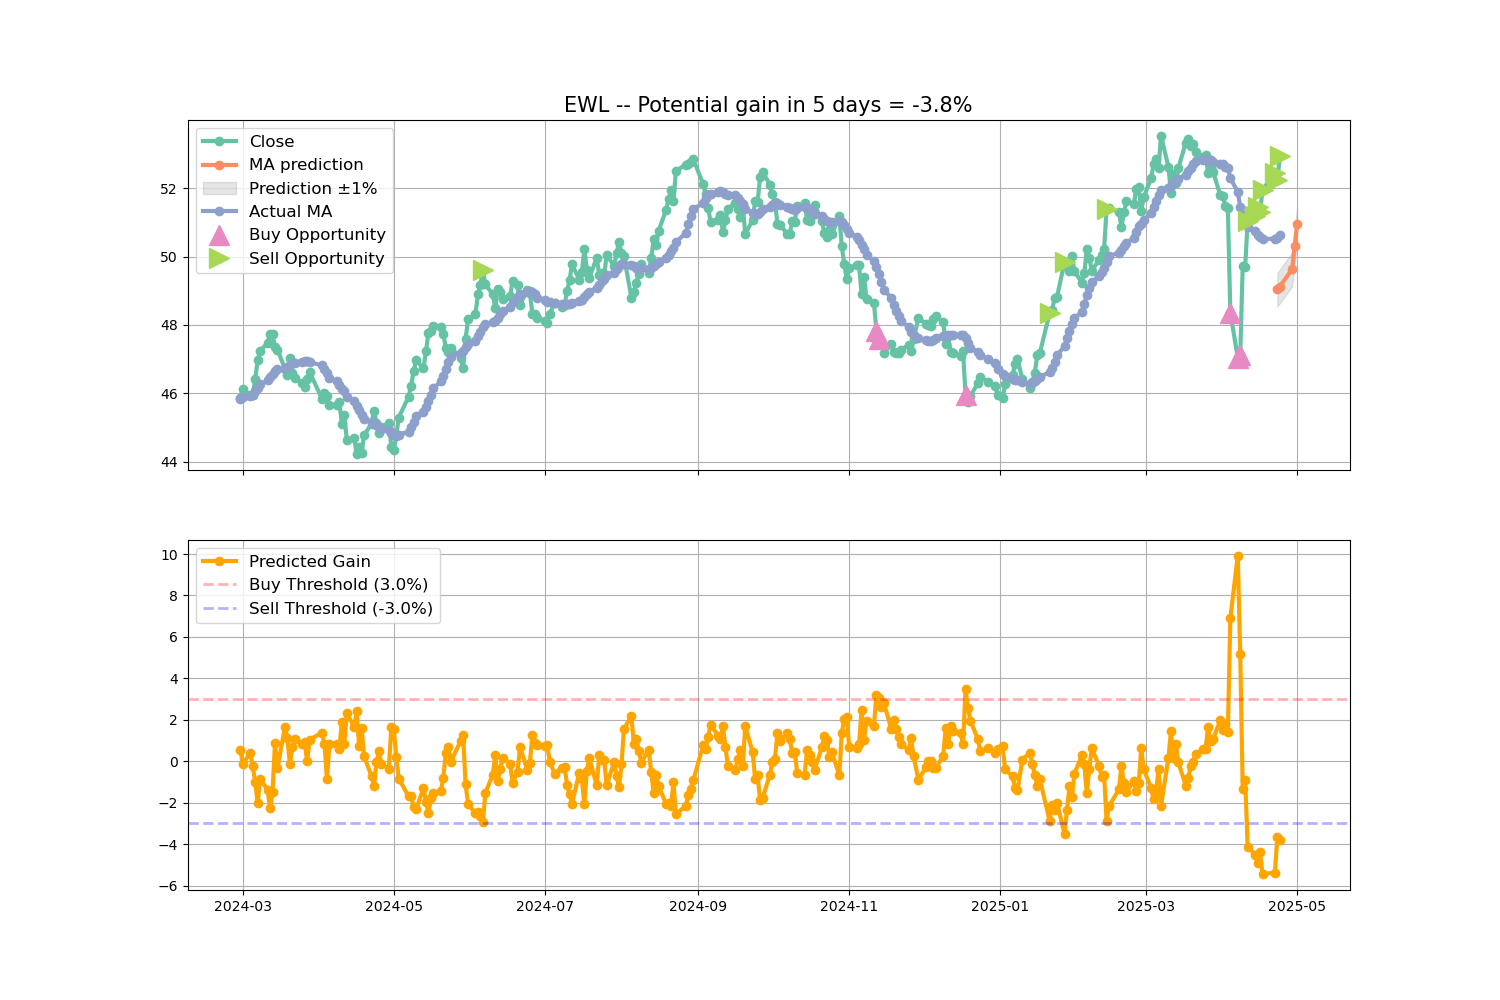 EWL -- Potential gain in 5 days = -3.8%
Close
MA prediction
Prediction ±1%
Actual MA
Buy Opportunity
Sell Opportunity
52
50
48
46
44
Predicted Gain
Buy Threshold (3.0%)
Sell Threshold (-3.0%)
10
8
6
4
2
0
−2
−4
−6
2024-03 2024-05 2024-07 2024-09 2024-11 2025-01 2025-03 2025-05